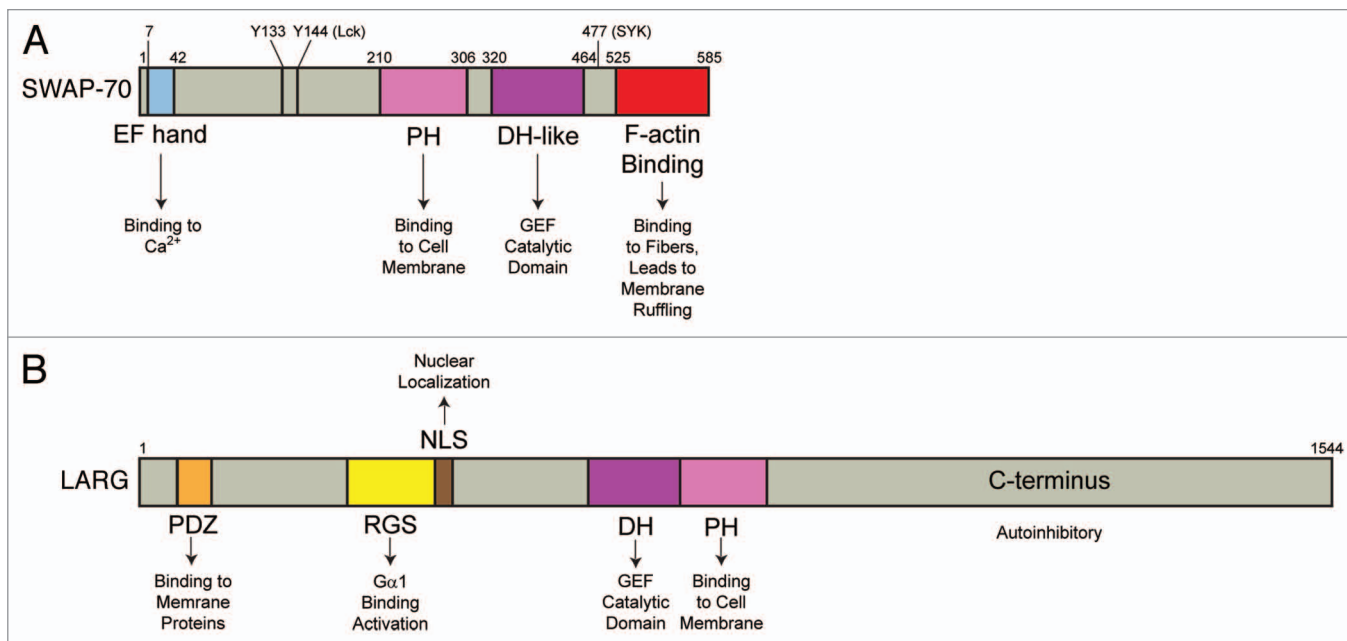 A
7
Y133
Y144 (Lck)
477 (SYK)
1
42
210
306
320
464
525
585
SWAP-70
EF hand
PH
DH-like
F-actin
Binding
Binding to
Ca2+
Binding
to Cell
Membrane
GEF
Catalytic
Domain
Binding
to Fibers,
Leads to
Membrane
Ruffling
B
Nuclear
Localization
NLS
1
1544
LARG
C-terminus
PDZ
RGS
DH
PH
Autoinhibitory
Binding to
Memrane
Proteins
Gα1
Binding
Activation
GEF
Catalytic
Domain
Binding
to Cell
Membrane